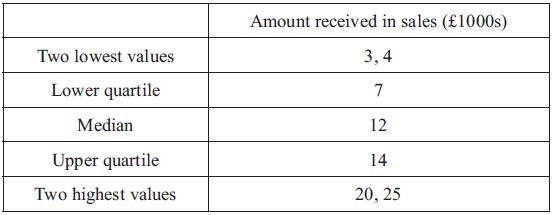 Amount received in sales (£1000s)
Two lowest values 3, 4
Lower quartile 7
Median 12
Upper quartile 14
Two highest values 20, 25